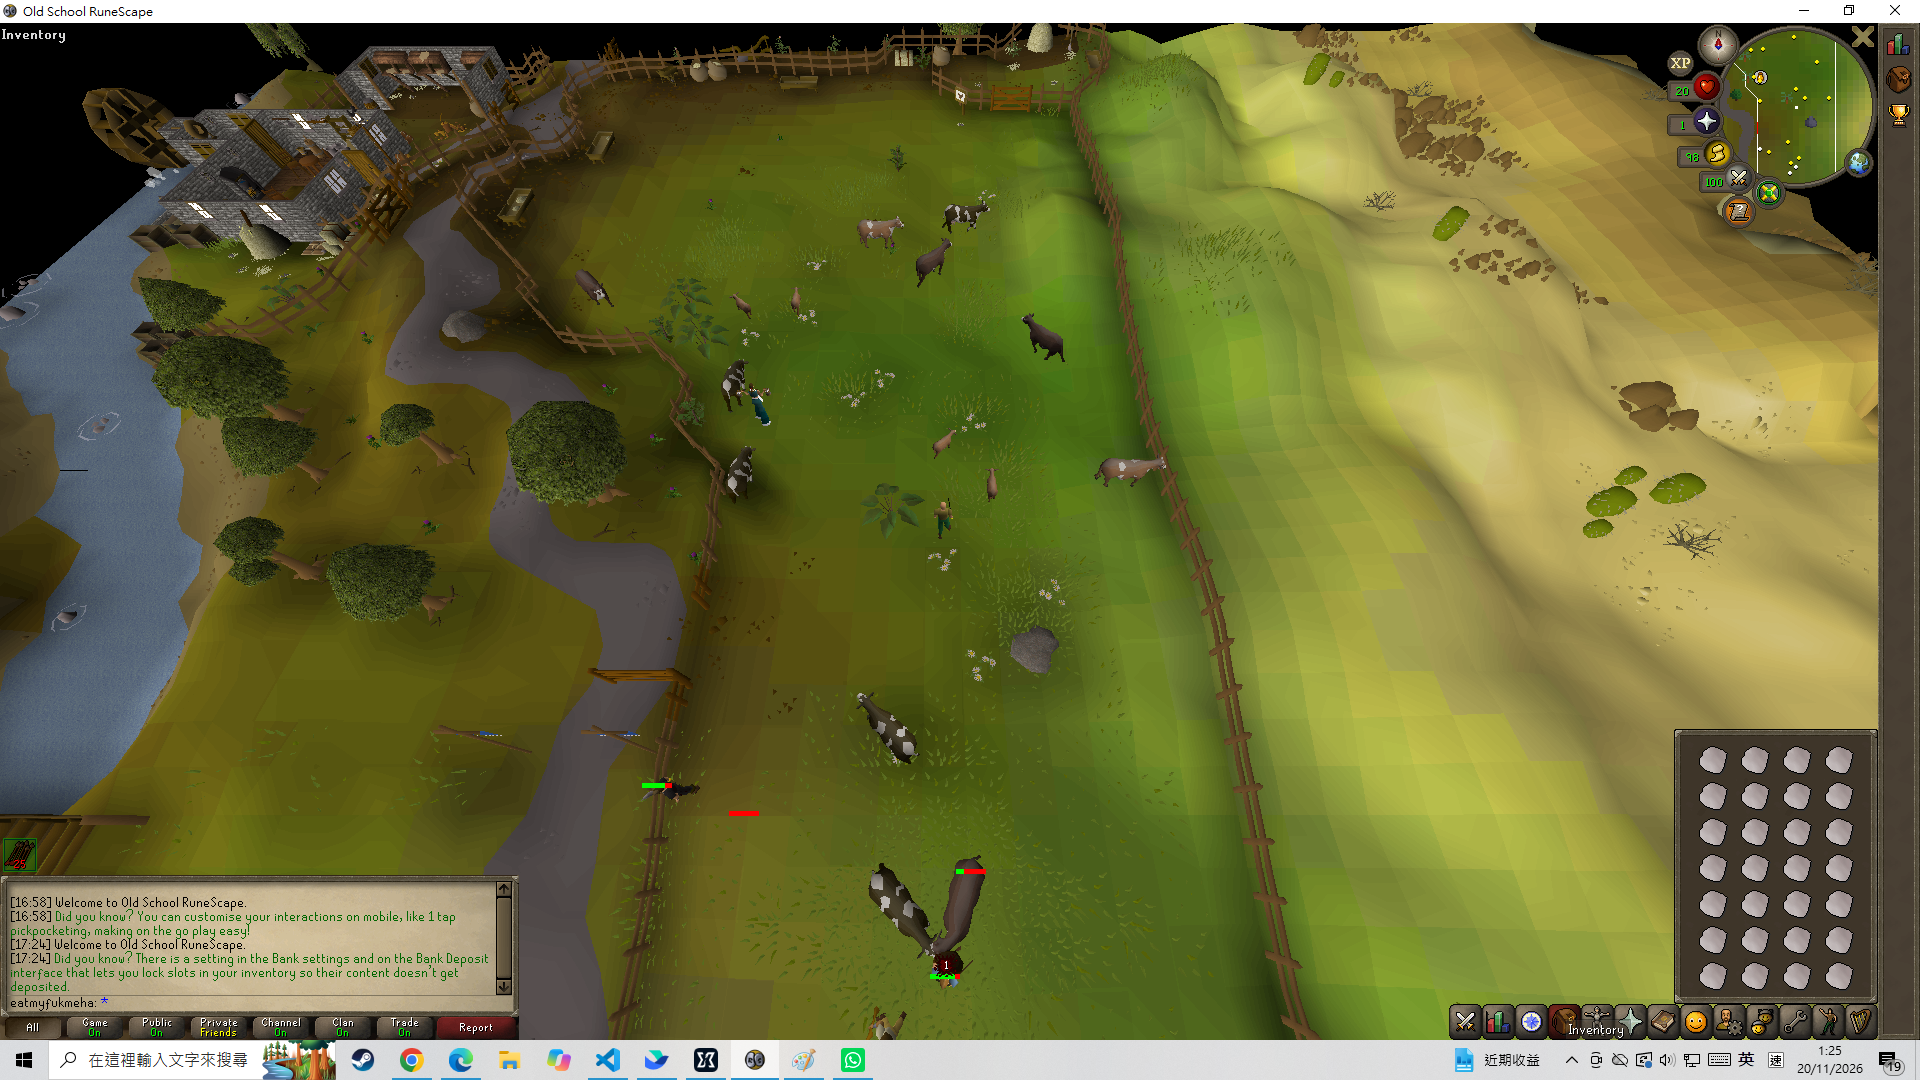 Old School RuneScape
Inventory
N
XP
20
1
98
100
25
1
[16:58] Welcome to Old School RuneScape.
[16:58] Did you know? You can customise your interactions on mobile, like 1 tap
pickpocketing, making on the go play easy!
[17:24] Welcome to Old School RuneScape.
[17:24] Did you know? There is a setting in the Bank settings and on the Bank Deposit
interface that lets you lock slots in your inventory so their content doesn't get
deposited.
eatmyfukmeha: *
All
Game
On
Public
On
Private
Friends
Channel
On
Clan
On
Trade
On
Report
Inventory
在這裡輸入文字來搜尋
近期收益
英
速
1:25
20/11/2026
19